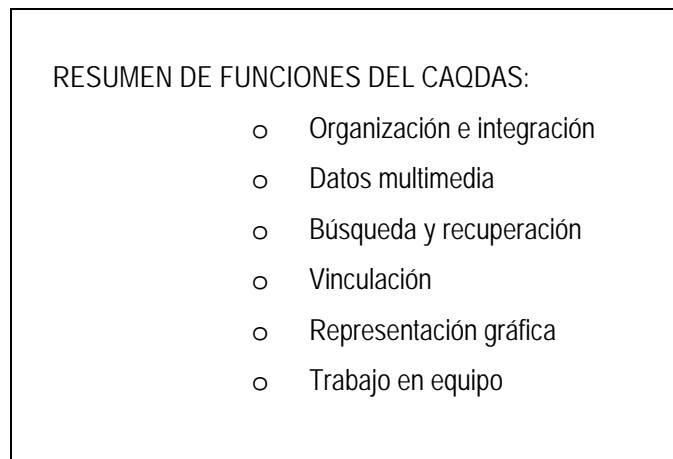 RESUMEN DE FUNCIONES DEL CAQDAS:
o Organización e integración
o Datos multimedia
o Búsqueda y recuperación
o Vinculación
o Representación gráfica
o Trabajo en equipo